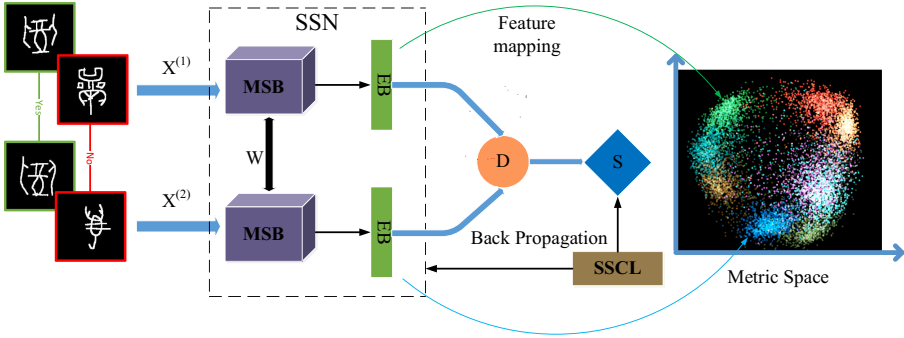 SSN
Feature
mapping
X(1)
MSB
EB
Yes
No
W
D
S
X(2)
MSB
EB
Back Propagation
SSCL
Metric Space